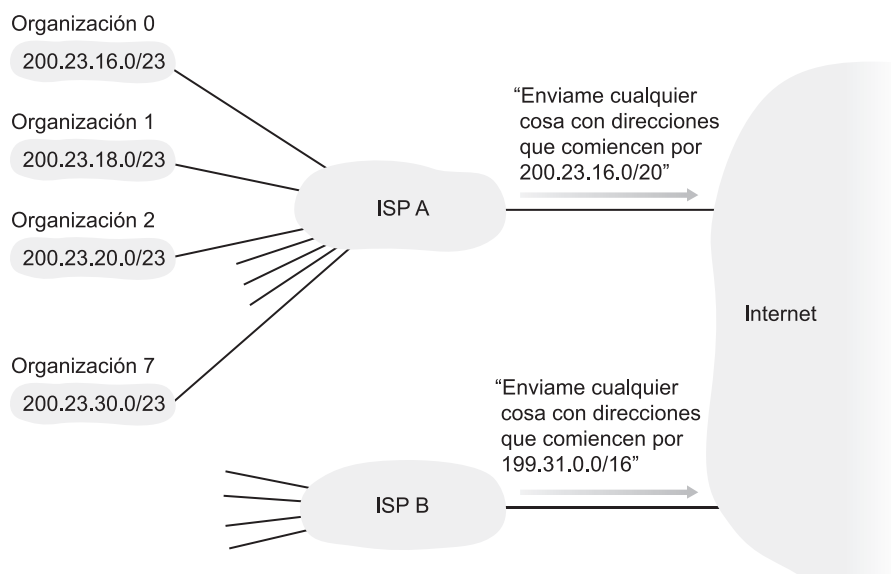 Organización 0
200.23.16.0/23
Organización 1
200.23.18.0/23
Organización 2
200.23.20.0/23
Organización 7
200.23.30.0/23
ISP A
“Enviame cualquier
cosa con direcciones
que comiencen por
200.23.16.0/20”
Internet
ISP B
“Enviame cualquier
cosa con direcciones
que comiencen por
199.31.0.0/16”